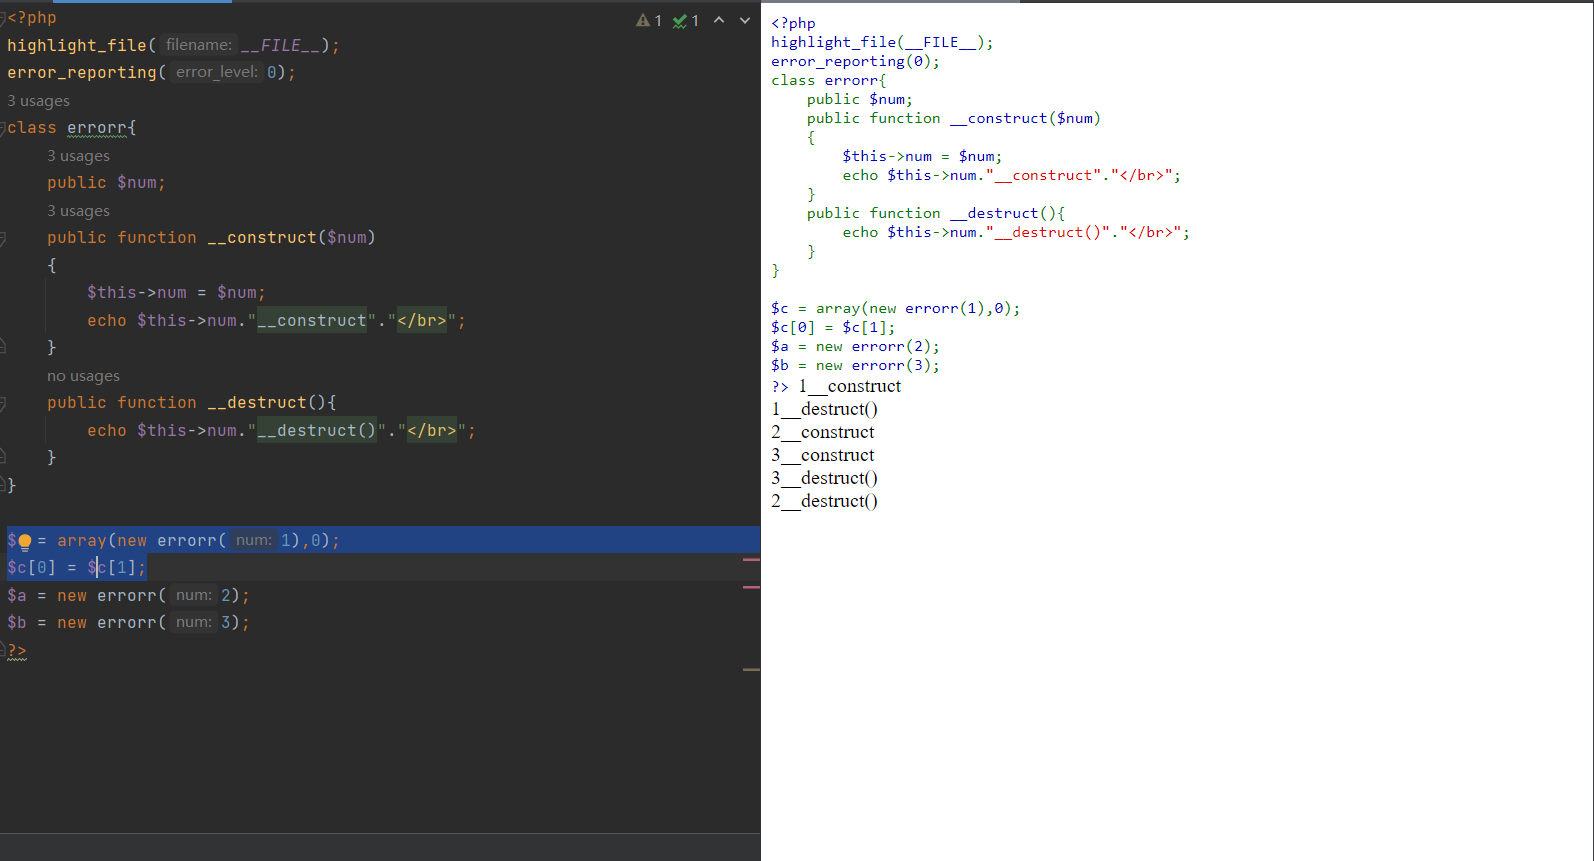 <?php
highlight_file( filename: __FILE__);
error_reporting( error_level: 0);
3 usages
class errorr{
3 usages
public $num;
3 usages
public function __construct($num)
{
$this->num = $num;
echo $this->num."__construct"."</br>";
}
no usages
public function __destruct(){
echo $this->num."__destruct()"."</br>";
}
}
$ = array(new errorr( num: 1),0);
$c[0] = $c[1];
$a = new errorr( num: 2);
$b = new errorr( num: 3);
?>
1 1
<?php
highlight_file(__FILE__);
error_reporting(0);
class errorr{
public $num;
public function __construct($num)
{
$this->num = $num;
echo $this->num."__construct"."</br>";
}
public function __destruct(){
echo $this->num."__destruct()"."</br>";
}
}
$c = array(new errorr(1),0);
$c[0] = $c[1];
$a = new errorr(2);
$b = new errorr(3);
?> 1__construct
1__destruct()
2__construct
3__construct
3__destruct()
2__destruct()